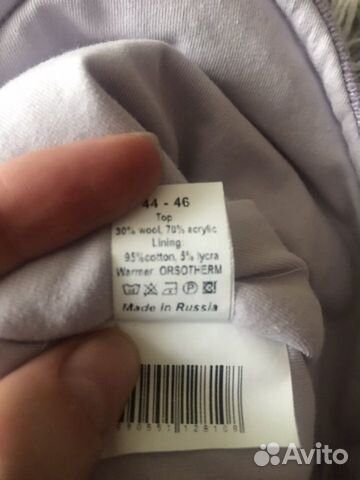 44 - 46
Top
30% wool, 70% acrylic
Lining:
95%cotton, 5% lycra
Warmer ORSOTHERM
Made in Russia
Avito